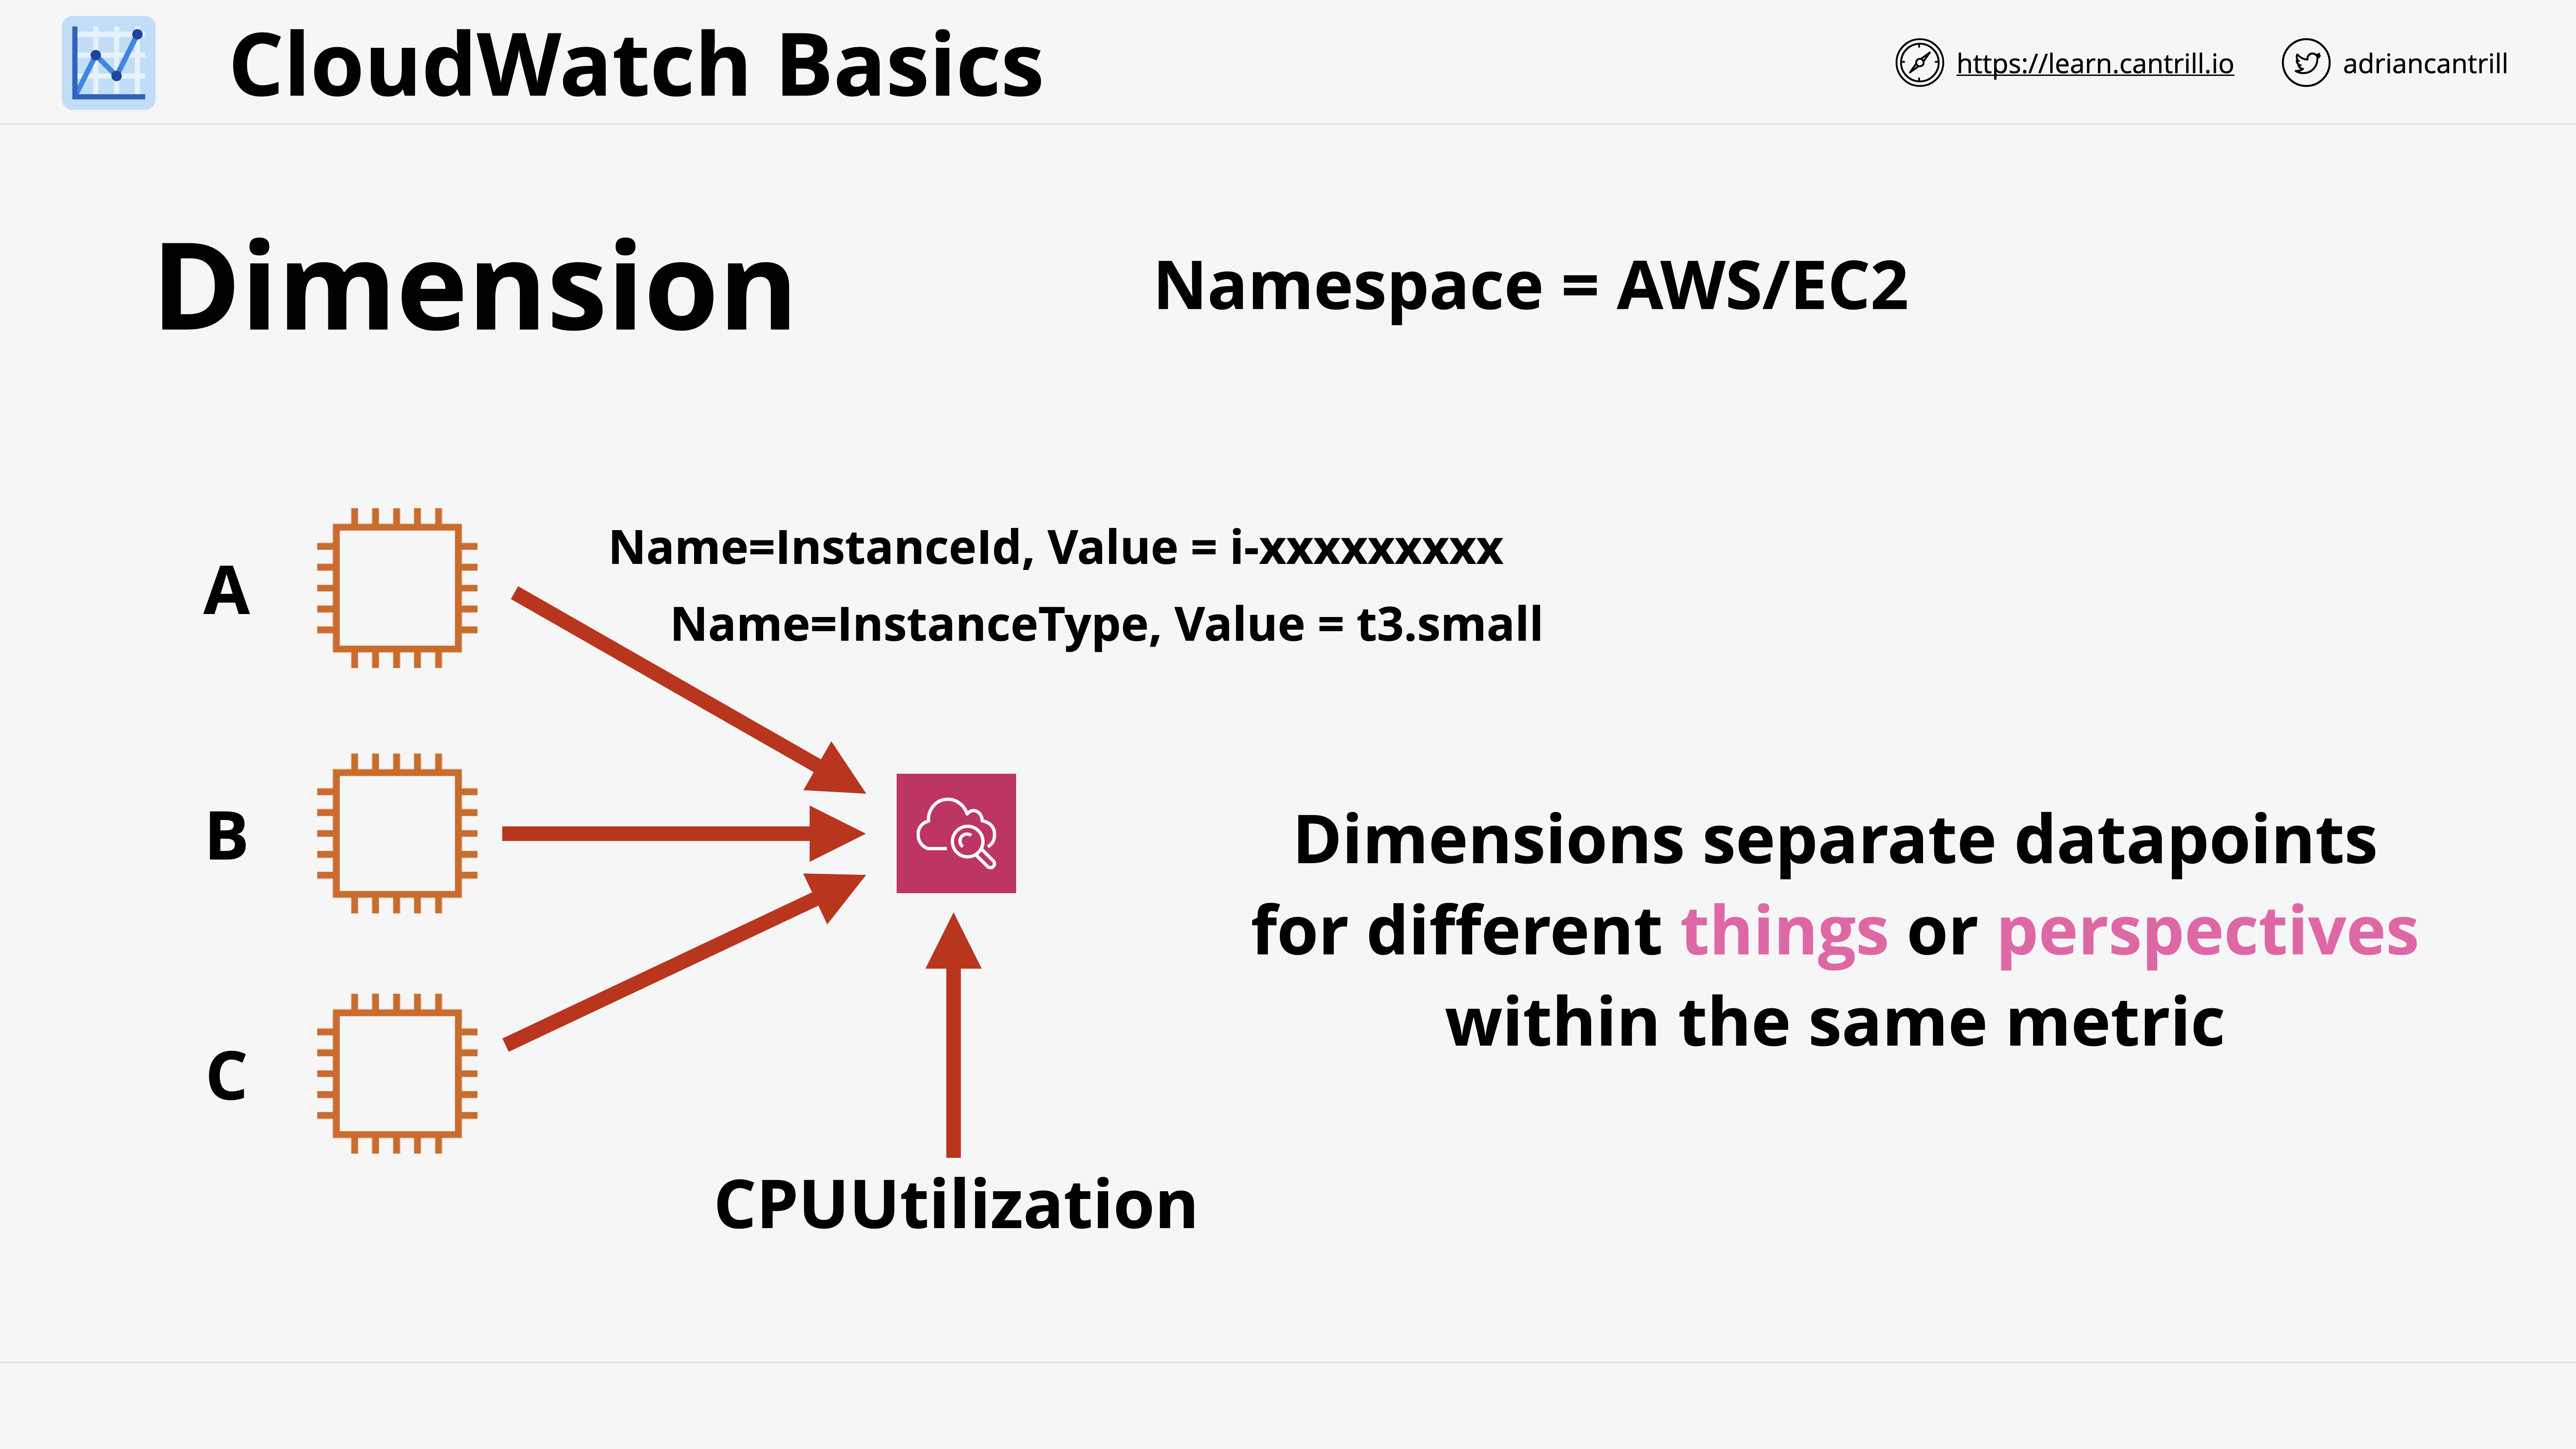 CloudWatch Basics
https://learn.cantrill.io
adriancantrill
Dimension
Namespace = AWS/EC2
Name=InstanceId, Value = i-xxxxxxxxx
Name=InstanceType, Value = t3.small
A
B
C
Dimensions separate datapoints
for different things or perspectives
within the same metric
CPUUtilization